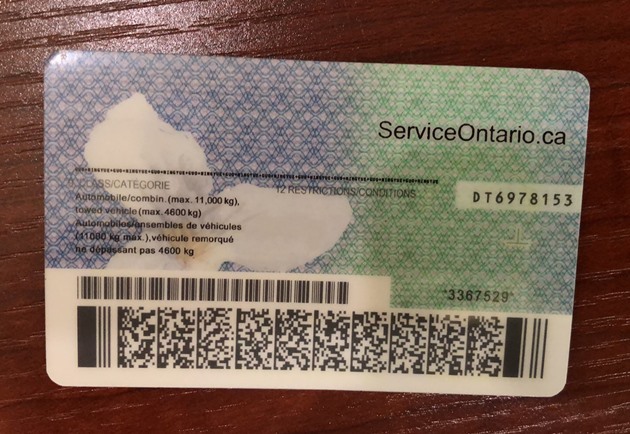 ServiceOntario.ca
CLASS/CATÉGORIE
12 RESTRICTIONS/CONDITIONS
DT6978153
Automobile/combin.(max. 11,000 kg),
towed vehicle(max. 4600 kg)
Automobiles/ensembles de véhicules
(11000 kg max.),véhicule remorqué
ne dépassant pas 4600 kg
*3367529*